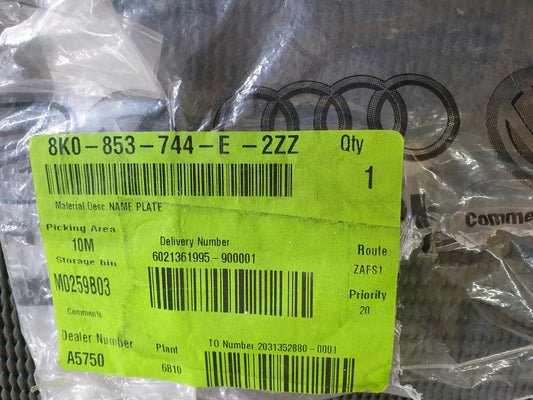 8K0-853-744-E -2ZZ Qty
1
Material Desc. NAME PLATE
Picking Area
10M
Delivery Number
6021361995-900001
Route
ZAFS1
Storage bin
M0259B03
Priority
20
Comments
Dealer Number
A5750
Plant
6810
TO Number 2031352880-0001
Comme